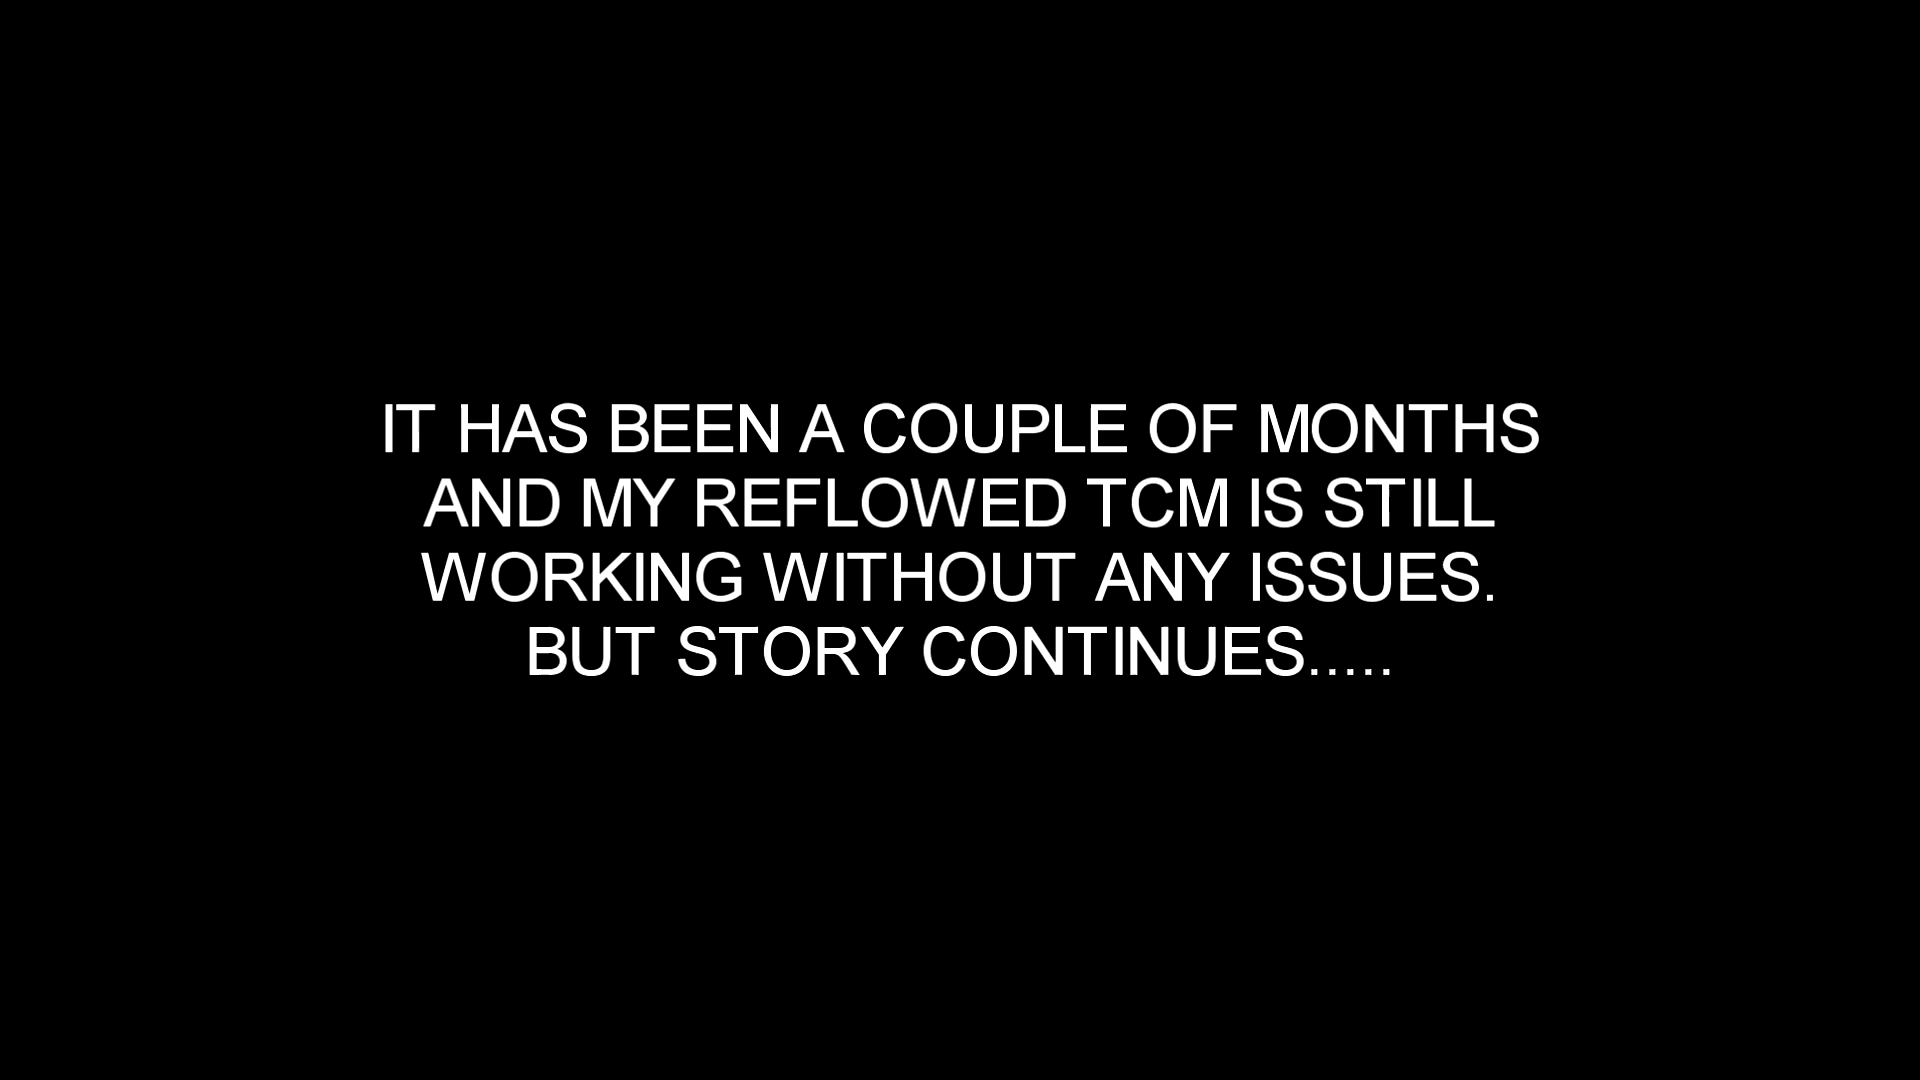 IT HAS BEEN A COUPLE OF MONTHS
AND MY REFLOWED TCM IS STILL
WORKING WITHOUT ANY ISSUES.
BUT STORY CONTINUES.....